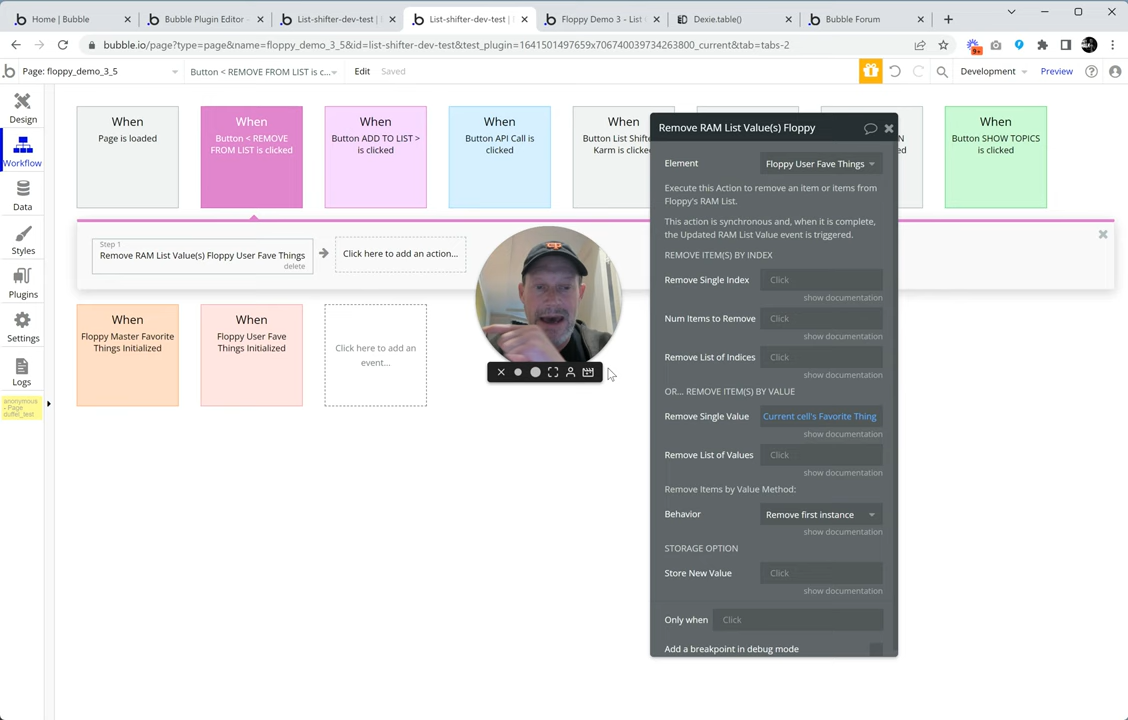 Home | Bubble
Bubble Plugin Editor -
List-shifter-dev-test |
List-shifter-dev-test |
Floppy Demo 3 - List
Dexie.table()
Bubble Forum
bubble.io/page?type=page&name=floppy_demo_3_5&id=list-shifter-dev-test&test_plugin=1641501497659x706740039734263800_current&tab=tabs-2
9+
Page: floppy_demo_3_5
Button < REMOVE FROM LIST is c...
Edit
Saved
Development
Preview
Design
Workflow
Data
Styles
Plugins
Settings
Logs
anonymous
- Page
duffel_test
When
Page is loaded
When
Button < REMOVE
FROM LIST is clicked
When
Button ADD TO LIST >
is clicked
When
Button API Call is
clicked
When
Button List Shifte
Karm is clicke
N
ed
When
Button SHOW TOPICS
is clicked
Step 1
Remove RAM List Value(s) Floppy User Fave Things
delete
Click here to add an action...
When
Floppy Master Favorite
Things Initialized
When
Floppy User Fave
Things Initialized
Click here to add an
event...
Remove RAM List Value(s) Floppy
Element
Floppy User Fave Things
Execute this Action to remove an item or items from
Floppy's RAM List.
This action is synchronous and, when it is complete,
the Updated RAM List Value event is triggered.
REMOVE ITEM(S) BY INDEX
Remove Single Index
Click
show documentation
Num Items to Remove
Click
show documentation
Remove List of Indices
Click
show documentation
OR... REMOVE ITEM(S) BY VALUE
Remove Single Value
Current cell's Favorite Thing
show documentation
Remove List of Values
Click
show documentation
Remove Items by Value Method:
Behavior
Remove first instance
show documentation
STORAGE OPTION
Store New Value
Click
show documentation
Only when
Click
Add a breakpoint in debug mode